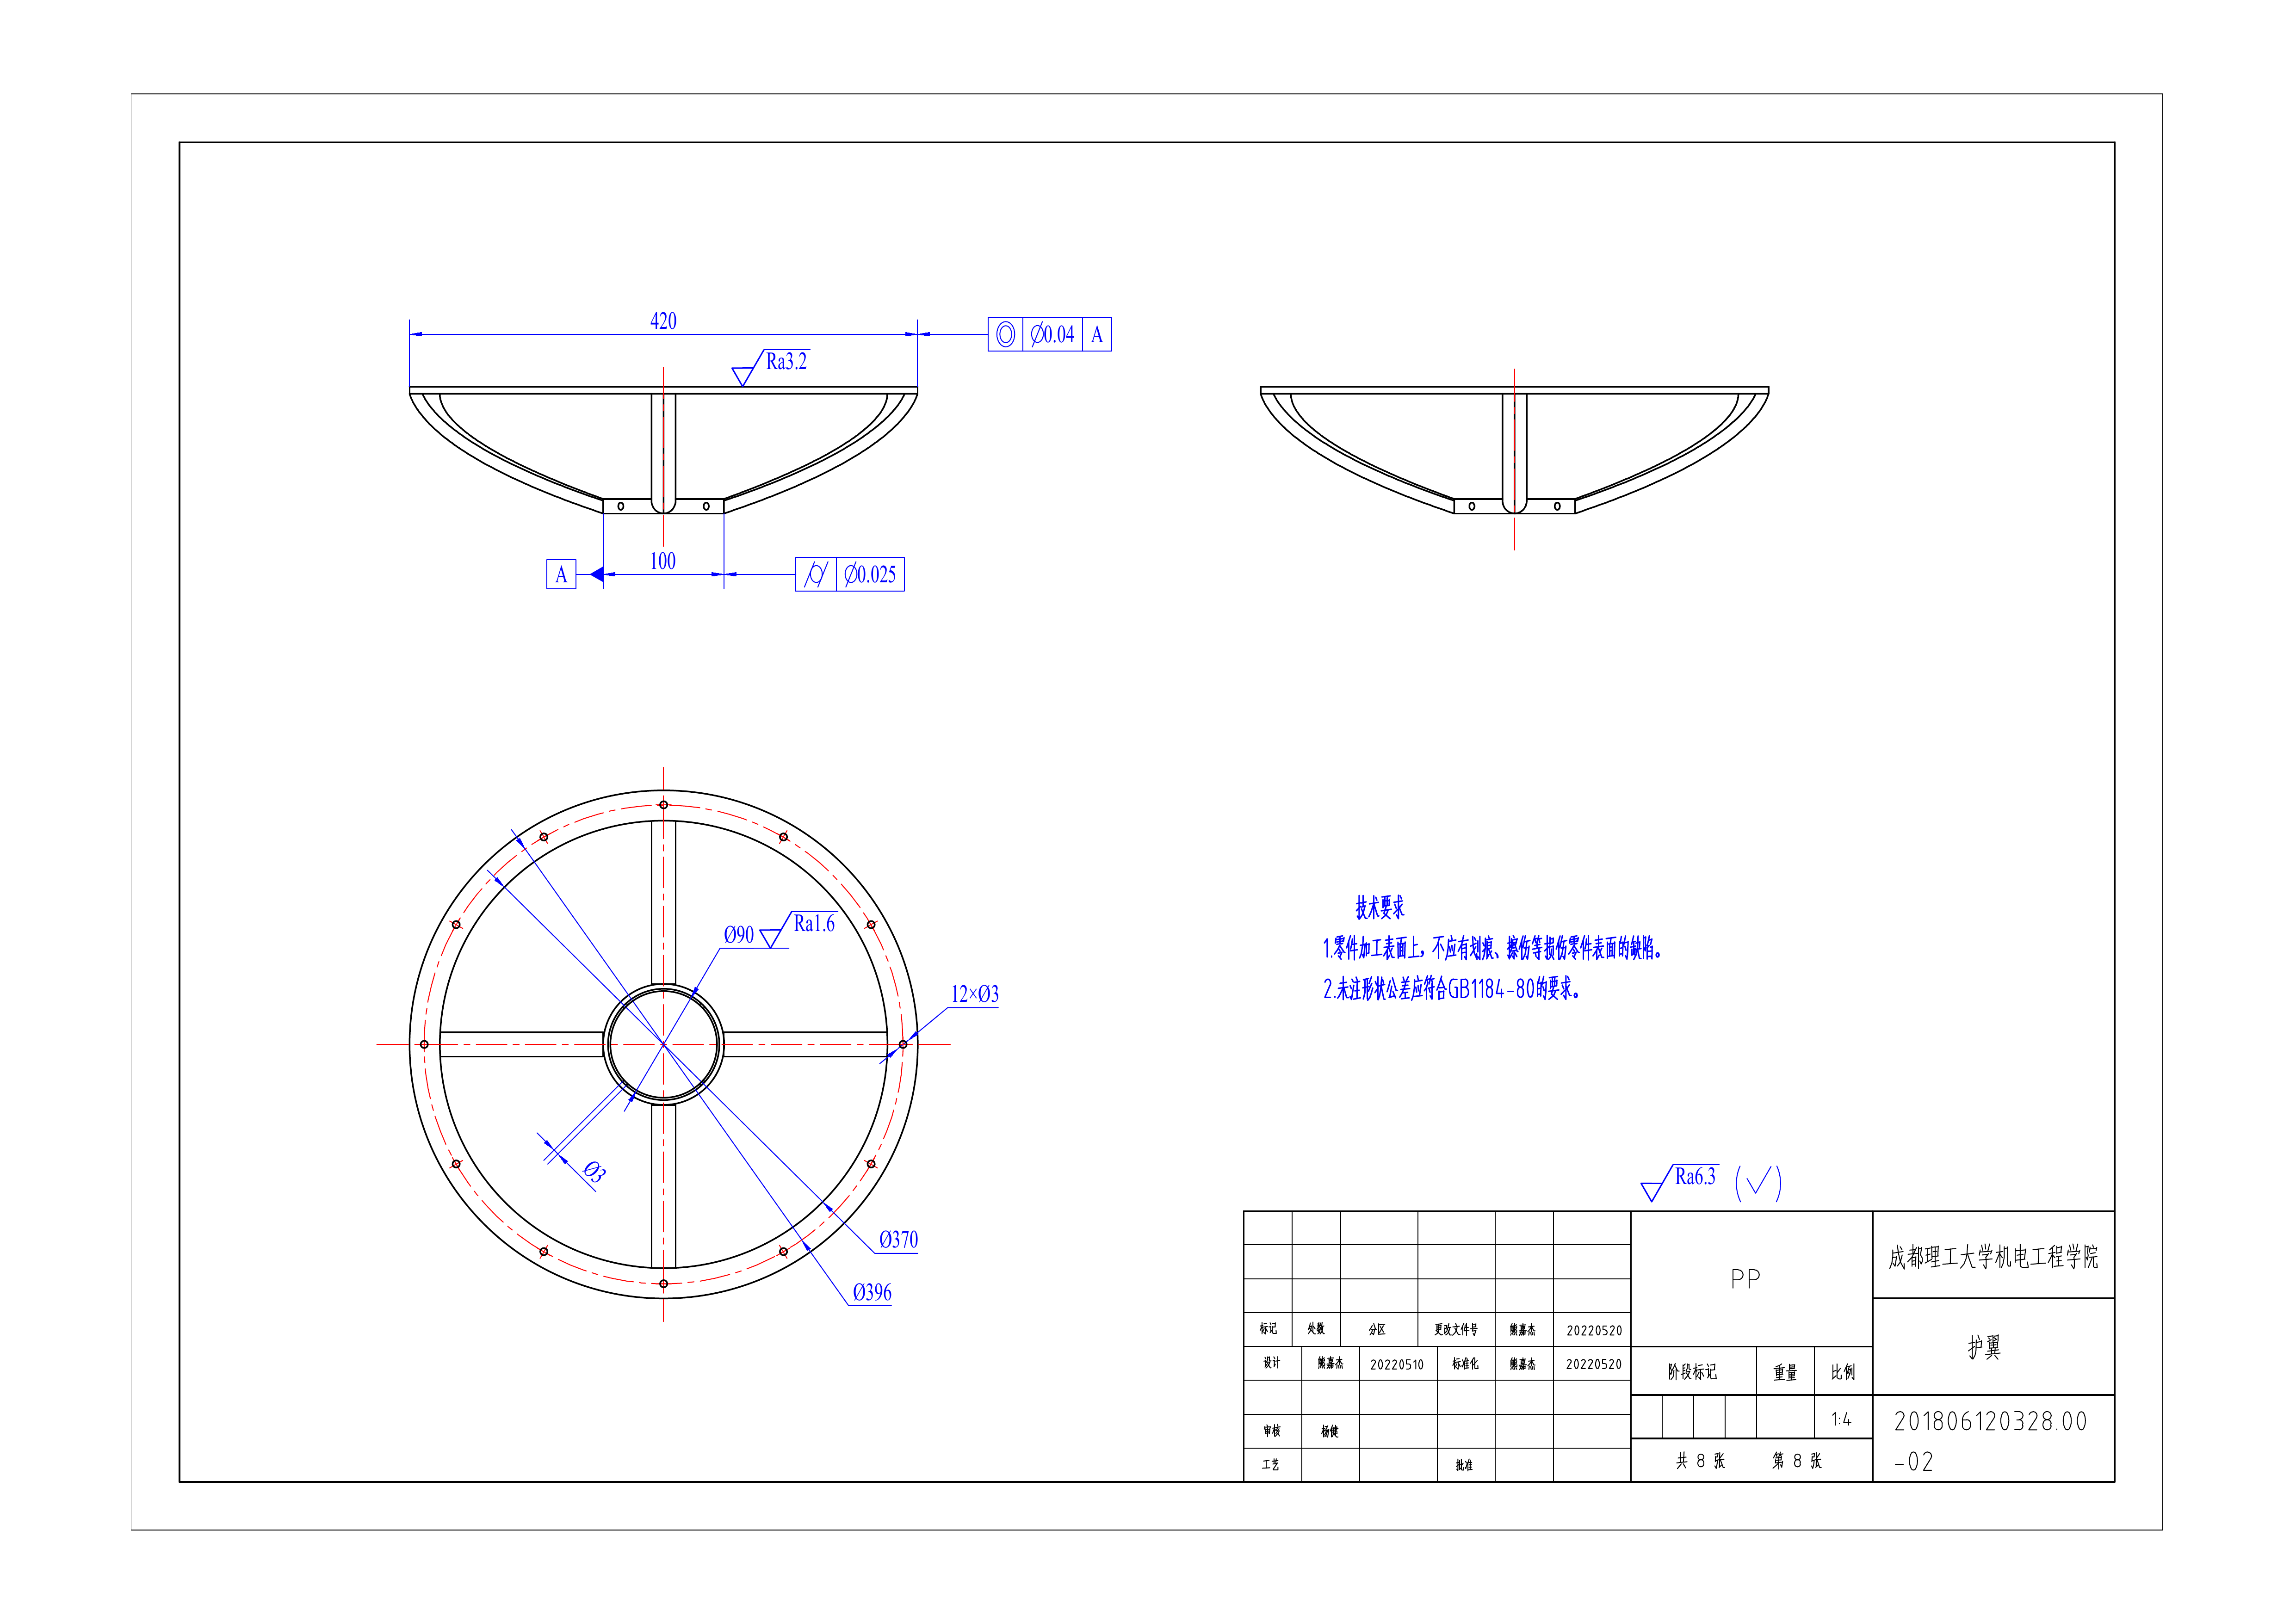 420
Ø0.04 A
Ra3.2
A
100
Ø0.025
Ø90
Ra1.6
12×Ø3
Ø3
Ø370
Ø396
技术要求
1.零件加工表面上，不应有划痕、擦伤等损伤零件表面的缺陷。
2.未注形状公差应符合GB1184-80的要求。
Ra6.3 (√)
PP
成都理工大学机电工程学院
护翼
标记 处数 分区 更改文件号 熊嘉杰 20220520
设计 熊嘉杰 20220510 标准化 熊嘉杰 20220520
阶段标记 重量 比例
1:4
审核 杨健
工艺 批准
共 8 张 第 8 张
201806120328.00
-02